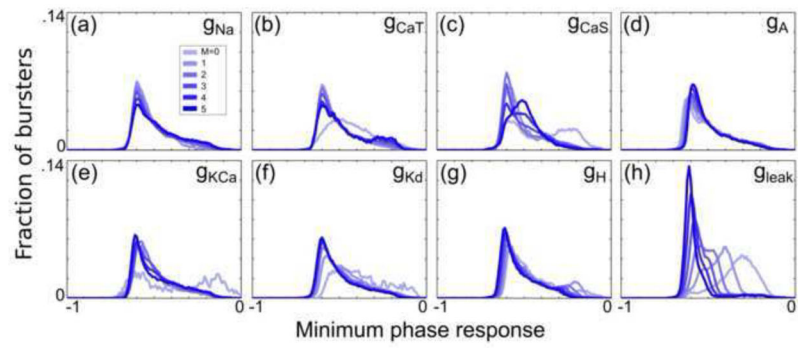 (a) gNa
(b) gCaT
(c) gCaS
(d) gA
M=0
1
2
3
4
5
.14
0
Fraction of bursters
(e) gKCa
(f) gKd
(g) gH
(h) gleak
.14
0
-1 0 -1 0 -1 0 -1 0
Minimum phase response